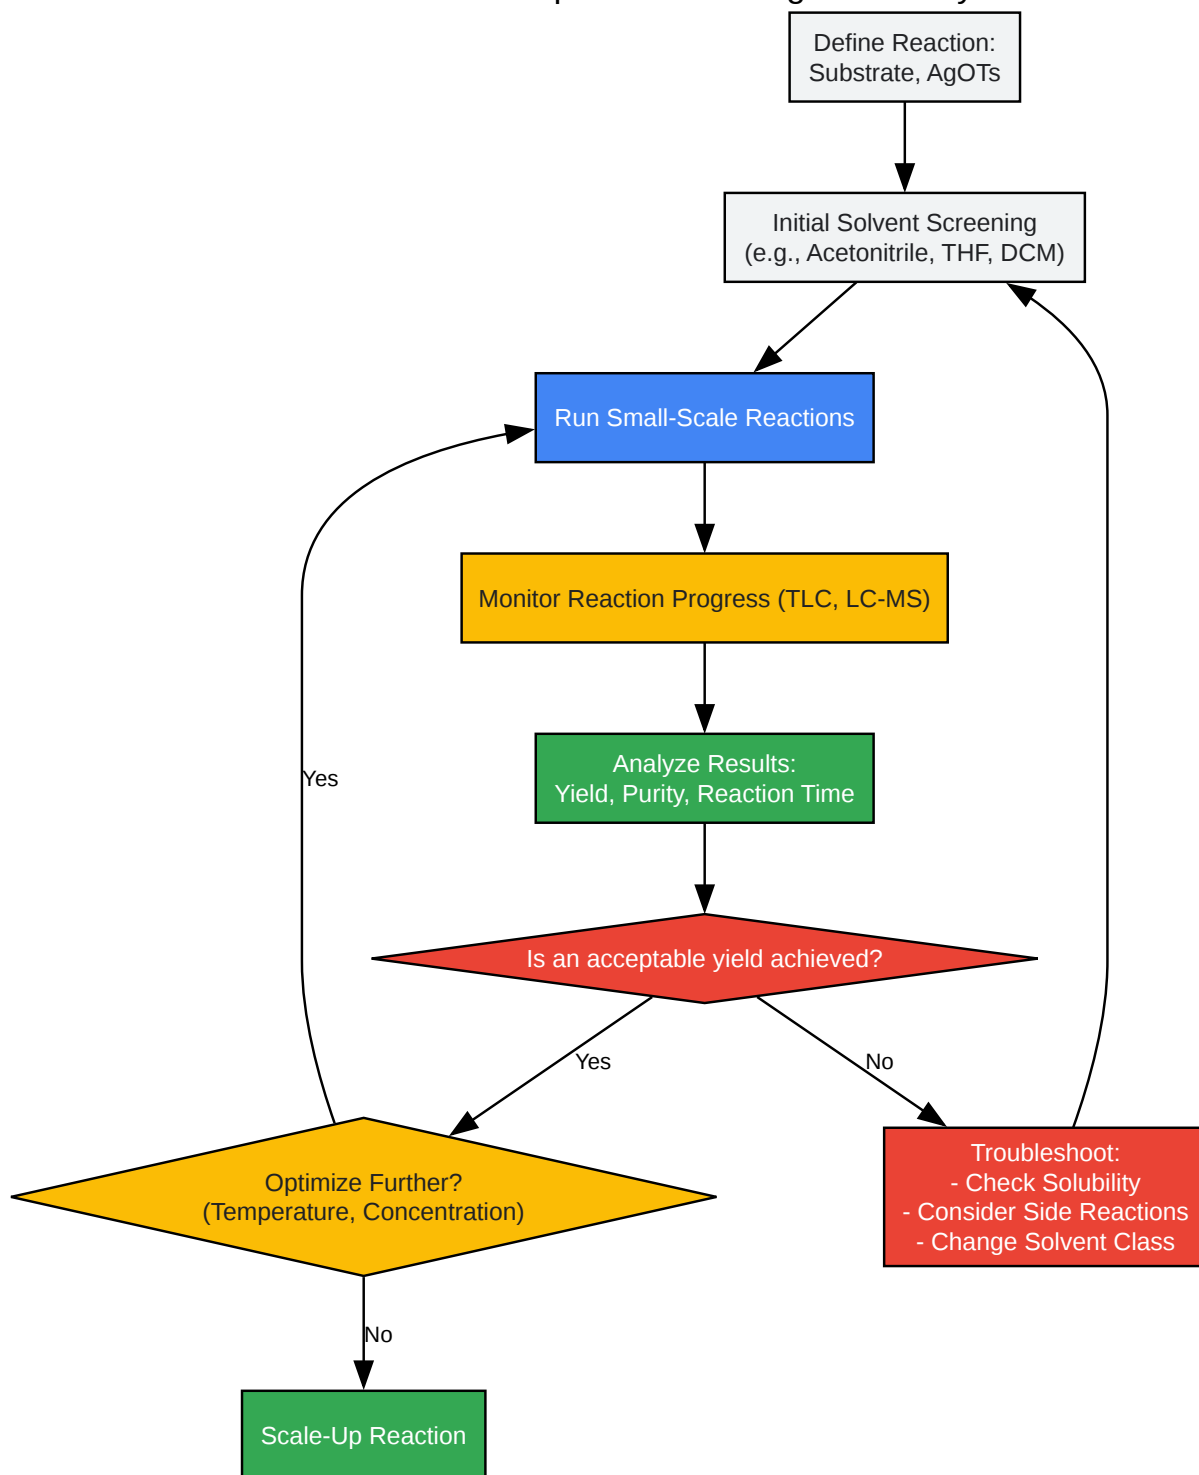 Define Reaction:
Substrate, AgOTs
Initial Solvent Screening
(e.g., Acetonitrile, THF, DCM)
Run Small-Scale Reactions
Monitor Reaction Progress (TLC, LC-MS)
Analyze Results:
Yield, Purity, Reaction Time
Yes
Is an acceptable yield achieved?
Yes
No
Optimize Further?
(Temperature, Concentration)
Troubleshoot:
- Check Solubility
- Consider Side Reactions
- Change Solvent Class
No
Scale-Up Reaction